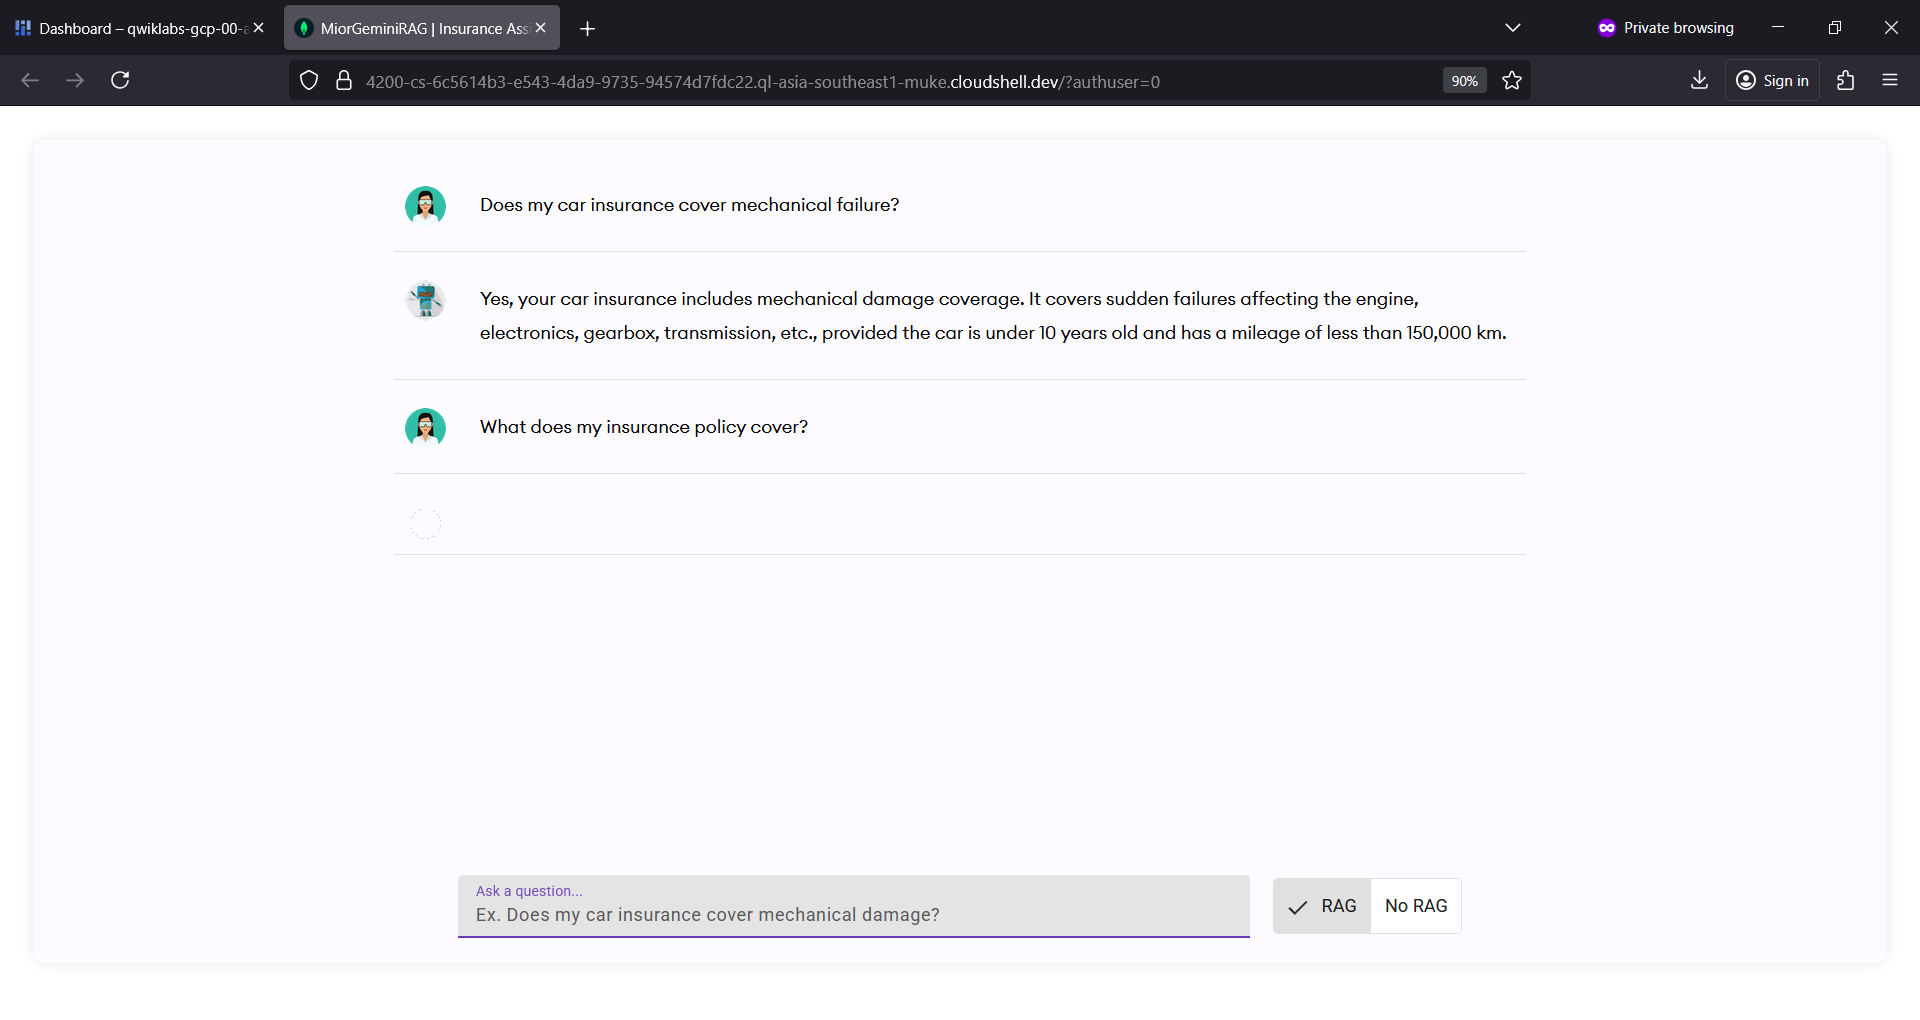 Dashboard – qwiklabs-gcp-00-a
MiorGeminiRAG | Insurance Assi
Private browsing
4200-cs-6c5614b3-e543-4da9-9735-94574d7fdc22.ql-asia-southeast1-muke.cloudshell.dev/?authuser=0
90%
Sign in
Does my car insurance cover mechanical failure?
Yes, your car insurance includes mechanical damage coverage. It covers sudden failures affecting the engine,
electronics, gearbox, transmission, etc., provided the car is under 10 years old and has a mileage of less than 150,000 km.
What does my insurance policy cover?
Ask a question...
Ex. Does my car insurance cover mechanical damage?
RAG
No RAG